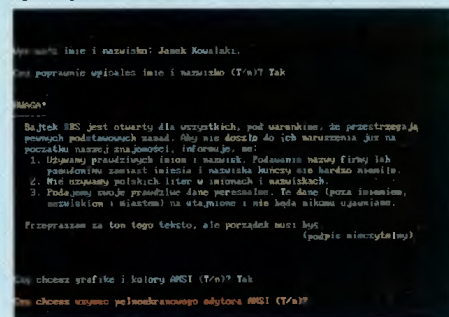 imie i nazwisko: Janek Kowalski.
poprawnie wpisales imie i nazwisko (T/n)? Tak
UWAGA*
Bajtek BBS jest otwarty dla wszystkich, pod warunkiem, że przestrzegają
pewnych podstawowych zasad. Aby nie doszło do ich naruszenia już na
początku naszej znajomości, informuję, że:
1. Używamy prawdziwych imion i nazwisk. Podawanie nazwy firmy lub
pseudonimu zamiast imienia i nazwiska kończy się bardzo
2. Nie używamy polskich liter w imionach i nazwiskach.
3. Podajemy swoje prawdziwe dane personalne. Te dane (poza imieniem,
nazwiskiem i miastem) są utajnione i nie będą nikomu ujawniane.
Przepraszam za ton tego tekstu, ale porządek musi być.
(podpis nieczytelny)
chcesz grafike i kolory ANSI (T/n)? Tak
chcesz uzywac pelnoekranowego edytora ANSI (T/n)?